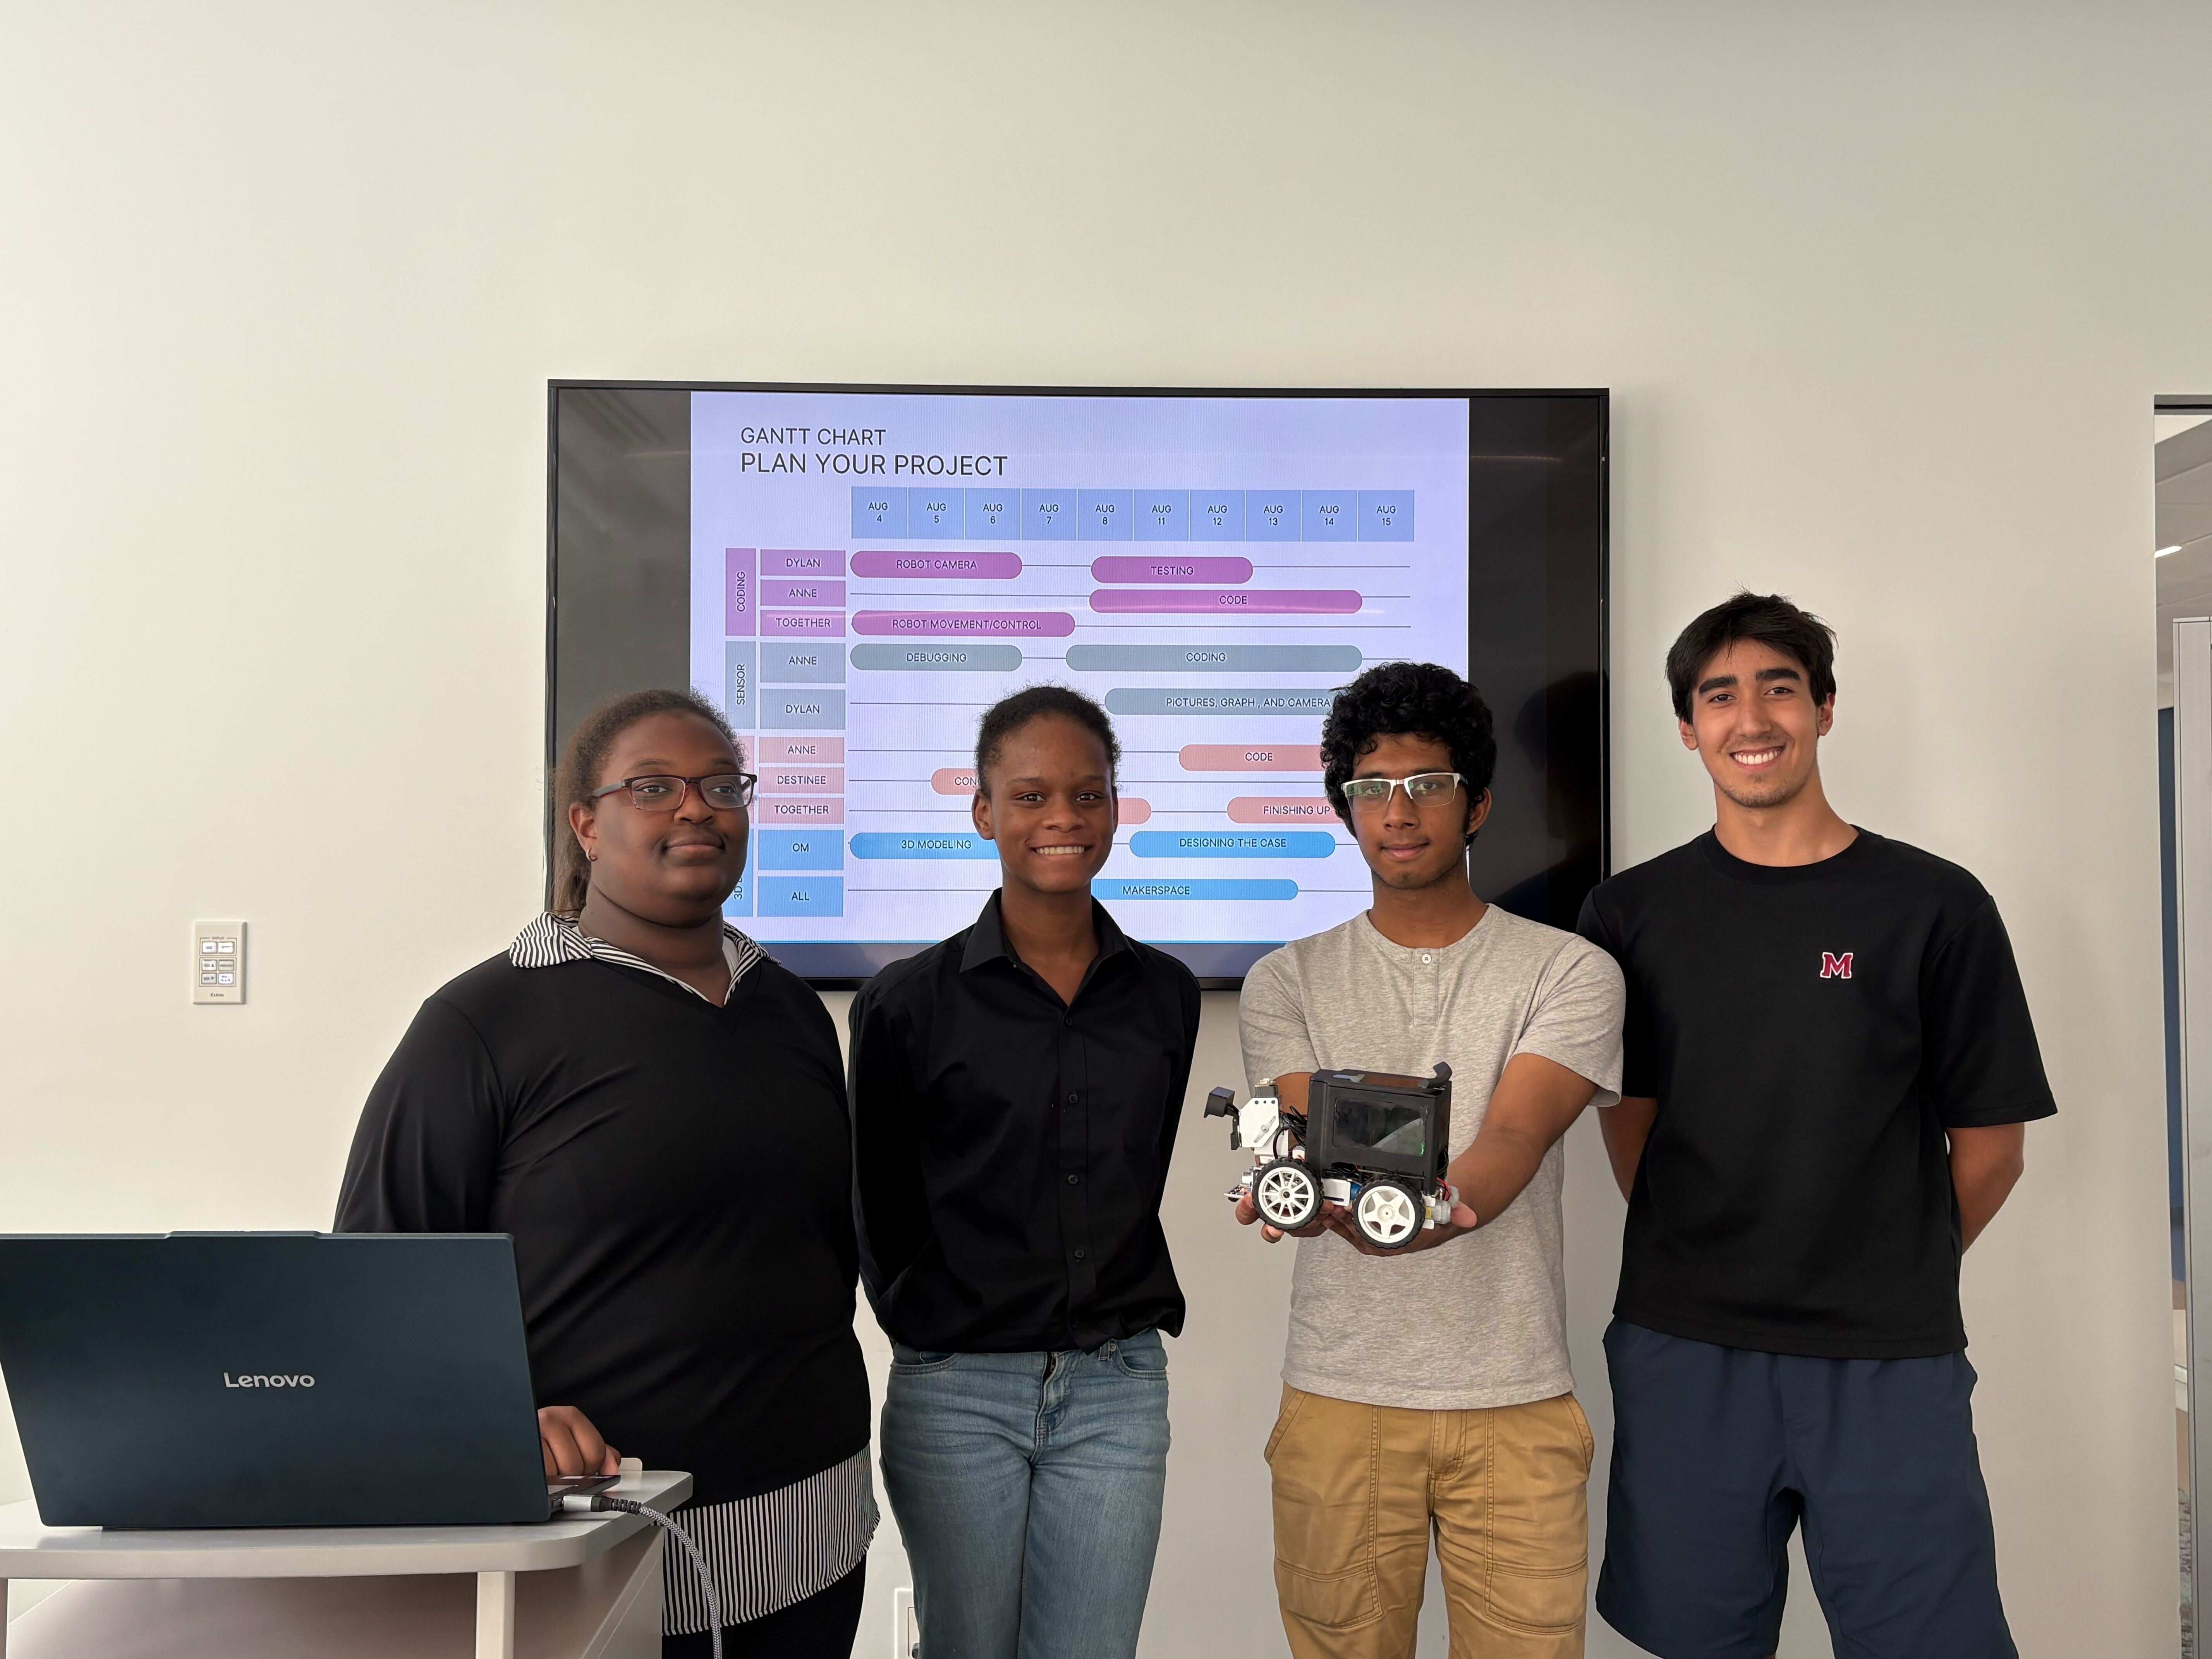 GANTT CHART
PLAN YOUR PROJECT
AUG 4 AUG 5 AUG 6 AUG 7 AUG 8 AUG 11 AUG 12 AUG 13 AUG 14 AUG 15
CODING
DYLAN ROBOT CAMERA TESTING
ANNE CODE
TOGETHER ROBOT MOVEMENT/CONTROL
SENSOR
ANNE DEBUGGING CODING
DYLAN PICTURES, GRAPH , AND CAMERA
ANNE CODE
DESTINEE
TOGETHER FINISHING UP
OM 3D MODELING DESIGNING THE CASE
ALL MAKERSPACE
M
Lenovo
Extron